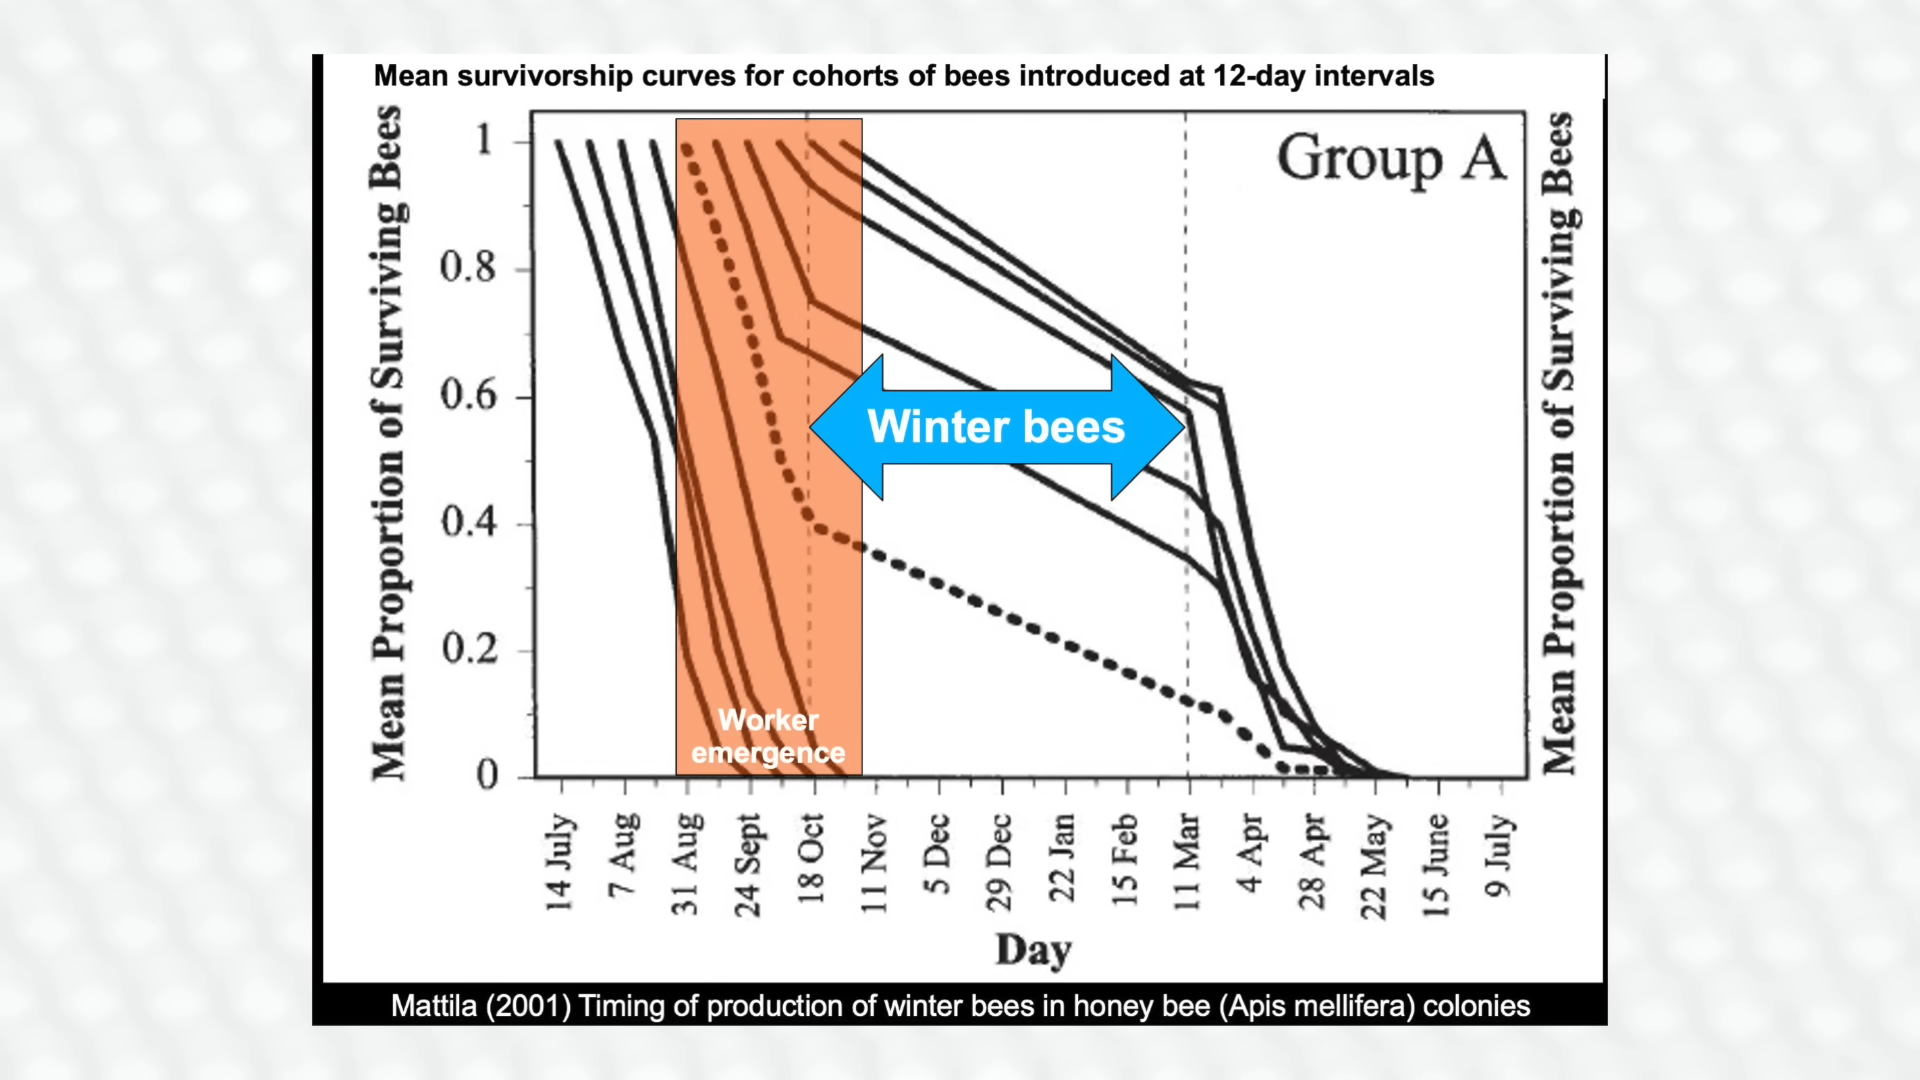 Mean survivorship curves for cohorts of bees introduced at 12-day intervals
Mean Proportion of Surviving Bees
Group A
Mean Proportion of Surviving Bees
1
0.8
0.6
0.4
0.2
0
Winter bees
Worker
emergence
14 July
7 Aug
31 Aug
24 Sept
18 Oct
11 Nov
5 Dec
29 Dec
22 Jan
15 Feb
11 Mar
4 Apr
28 Apr
22 May
15 June
9 July
Day
Mattila (2001) Timing of production of winter bees in honey bee (Apis mellifera) colonies